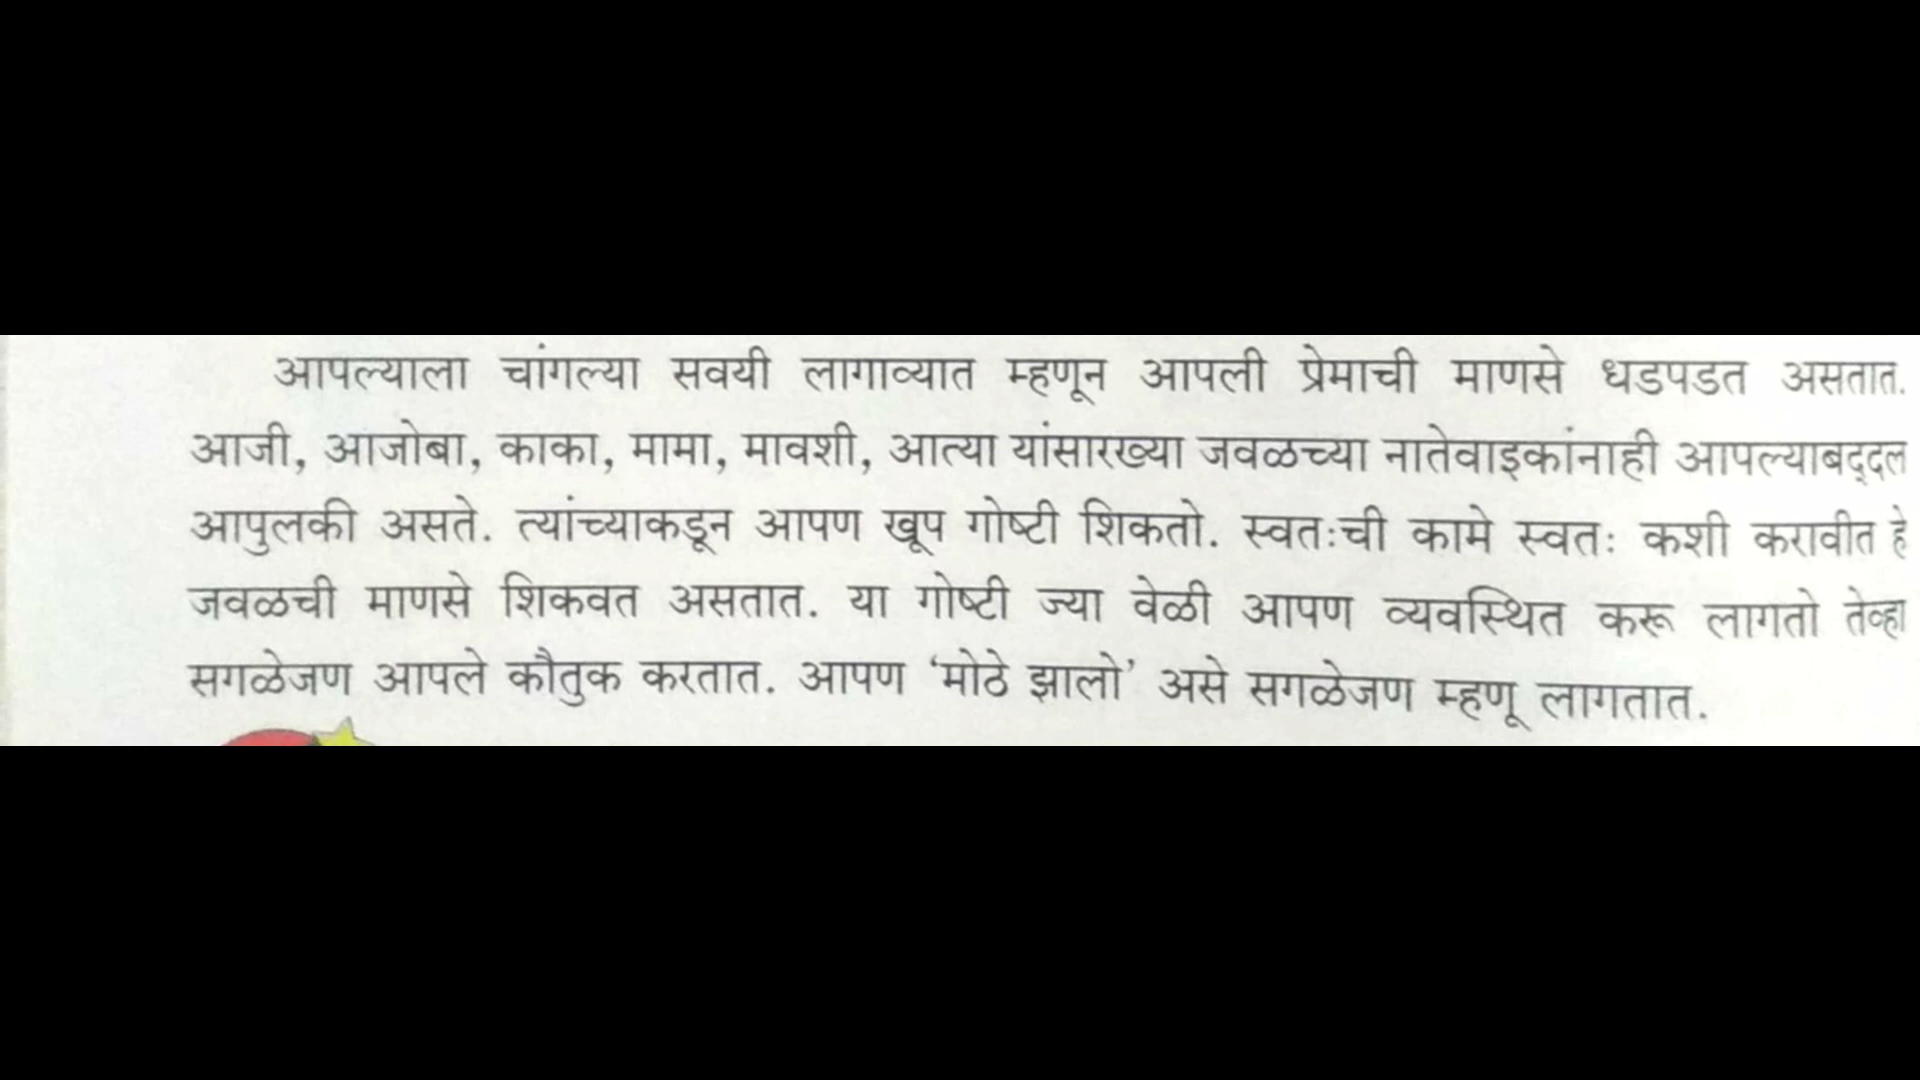 आपल्याला चांगल्या सवयी लागाव्यात म्हणून आपली प्रेमाची माणसे धडपडत असतात.
आजी, आजोबा, काका, मामा, मावशी, आत्या यांसारख्या जवळच्या नातेवाइकांनाही आपल्याबद्‌दल
आपुलकी असते. त्यांच्याकडून आपण खूप गोष्टी शिकतो. स्वतःची कामे स्वतः कशी करावीत हे
जवळची माणसे शिकवत असतात. या गोष्टी ज्या वेळी आपण व्यवस्थित करू लागतो तेव्हा
सगळेजण आपले कौतुक करतात. आपण ‘मोठे झालो’ असे सगळेजण म्हणू लागतात.